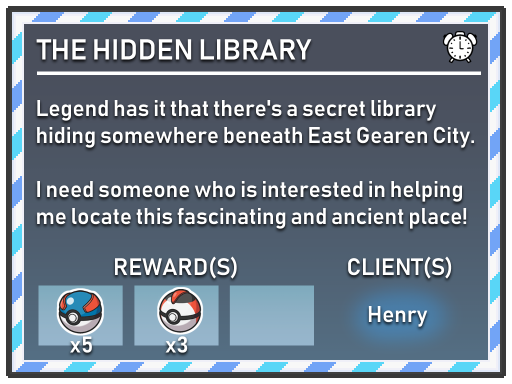 THE HIDDEN LIBRARY
Legend has it that there's a secret library
hiding somewhere beneath East Gearen City.
I need someone who is interested in helping
me locate this fascinating and ancient place!
REWARD(S)
CLIENT(S)
Henry
x5
x3